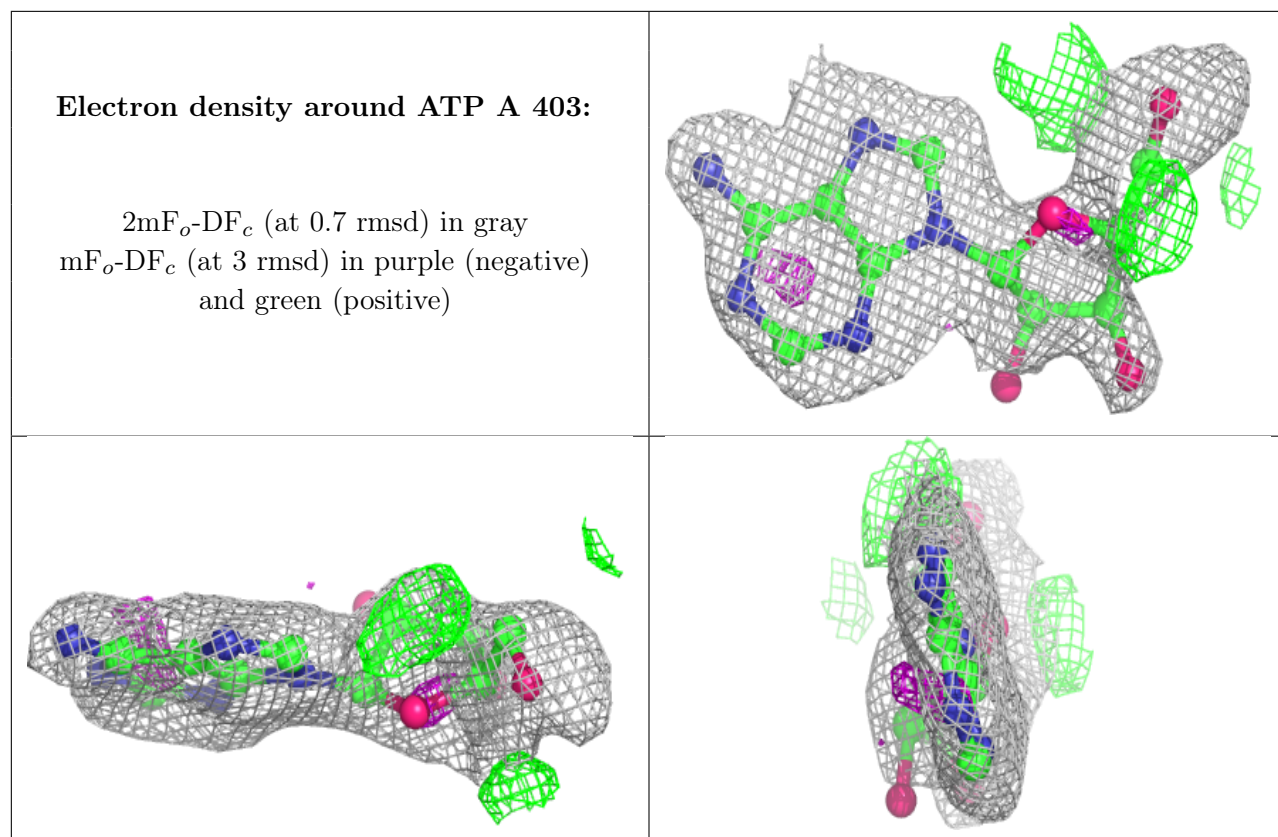 Electron density around ATP A 403:
2mFo-DFc (at 0.7 rmsd) in gray
mFo-DFc (at 3 rmsd) in purple (negative)
and green (positive)